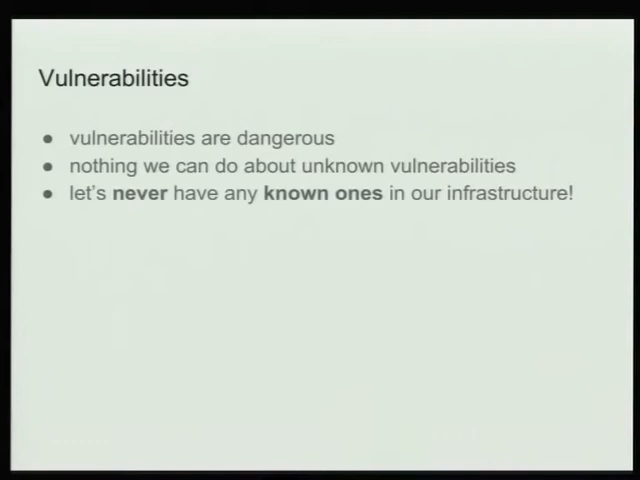 Vulnerabilities
● vulnerabilities are dangerous
● nothing we can do about unknown vulnerabilities
● let's never have any known ones in our infrastructure!